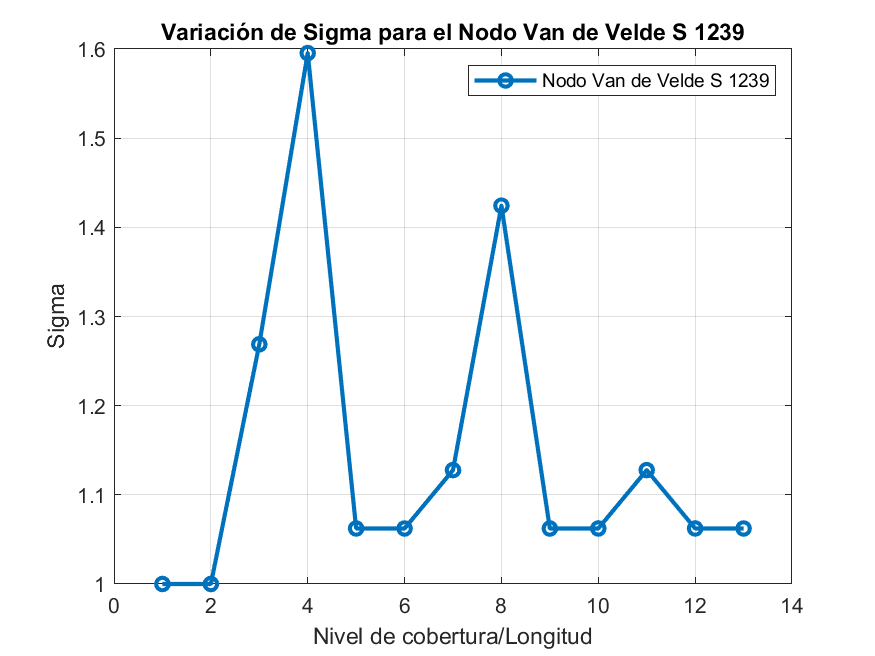 Variación de Sigma para el Nodo Van de Velde S 1239
Nodo Van de Velde S 1239
1.6
1.5
1.4
1.3
1.2
1.1
1
Sigma
0 2 4 6 8 10 12 14
Nivel de cobertura/Longitud